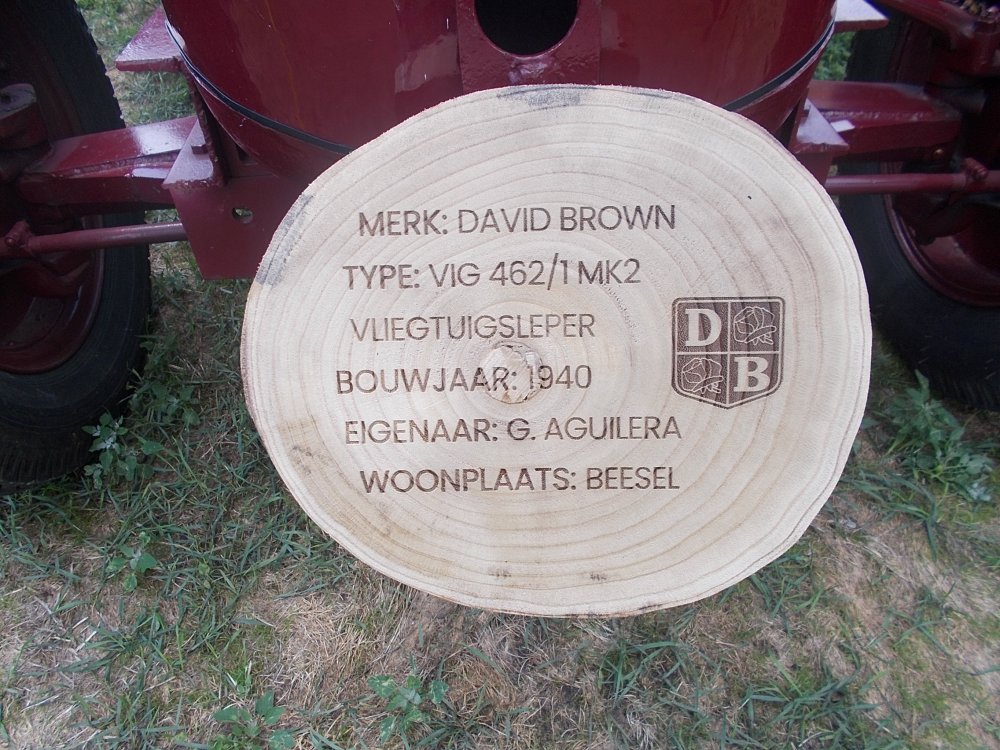 MERK: DAVID BROWN
TYPE: VIG 462/1 MK2
VLIEGTUIGSLEPER
BOUWJAAR: 1940
EIGENAAR: G. AGUILERA
WOONPLAATS: BEESEL
D
B